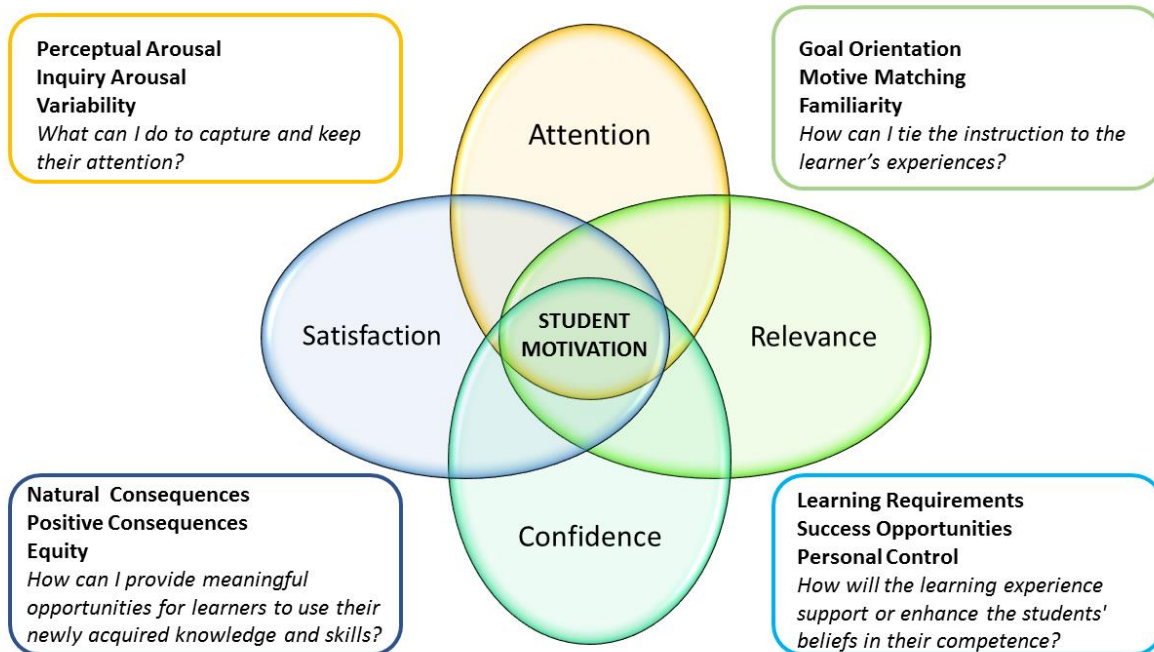 Perceptual Arousal
Inquiry Arousal
Variability
What can I do to capture and keep
their attention?
Goal Orientation
Motive Matching
Familiarity
How can I tie the instruction to the
learner’s experiences?
Attention
Satisfaction
STUDENT
MOTIVATION
Relevance
Confidence
Natural Consequences
Positive Consequences
Equity
How can I provide meaningful
opportunities for learners to use their
newly acquired knowledge and skills?
Learning Requirements
Success Opportunities
Personal Control
How will the learning experience
support or enhance the students'
beliefs in their competence?